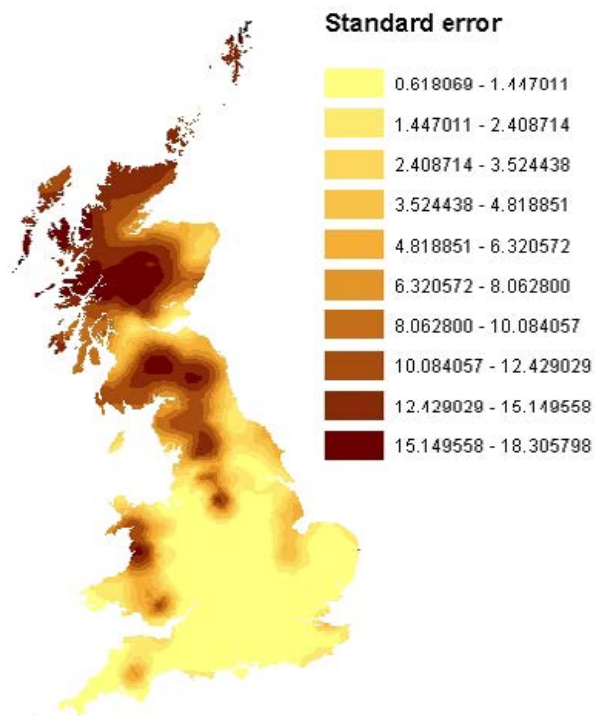 Standard error
0.618069 - 1.447011
1.447011 - 2.408714
2.408714 - 3.524438
3.524438 - 4.818851
4.818851 - 6.320572
6.320572 - 8.062800
8.062800 - 10.084057
10.084057 - 12.429029
12.429029 - 15.149558
15.149558 - 18.305798